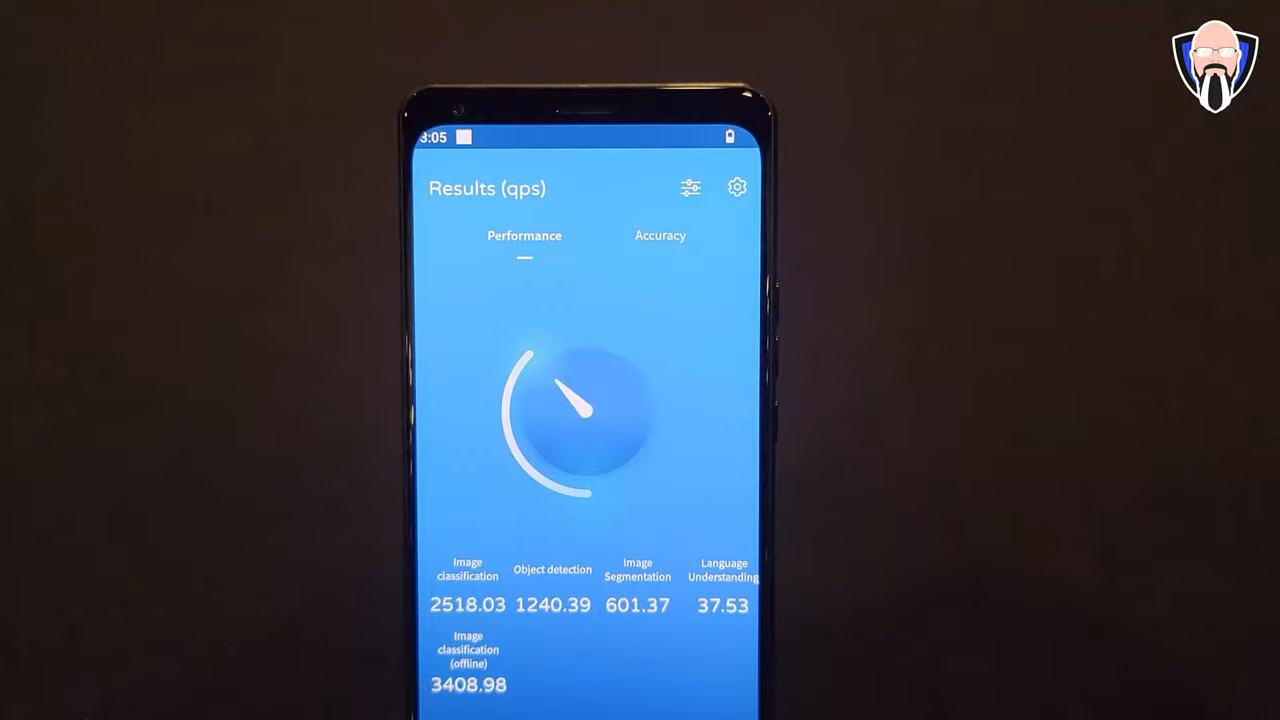 3:05
Results (qps)
Performance Accuracy
Image classification
Object detection
Image Segmentation
Language Understanding
2518.03 1240.39 601.37 37.53
Image
classification
(offline)
3408.98